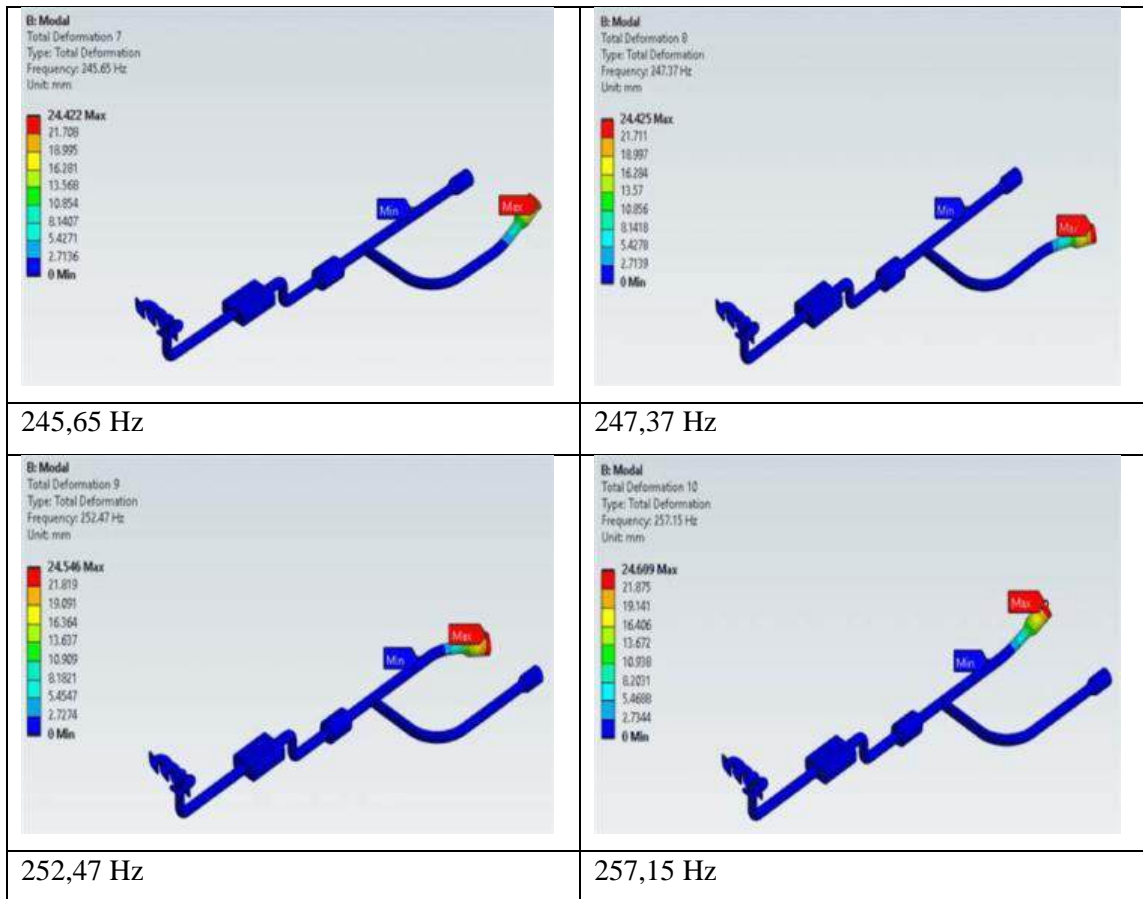 B: Modal
Total Deformation 7
Type: Total Deformation
Frequency: 245.65 Hz
Unit: mm
24.422 Max
21.708
18.995
16.281
13.568
10.854
8.1407
5.4271
2.7136
0 Min
Min
Max
B: Modal
Total Deformation 8
Type: Total Deformation
Frequency: 247.37 Hz
Unit: mm
24.425 Max
21.711
18.997
16.284
13.57
10.856
8.1418
5.4278
2.7139
0 Min
Min
Max
245,65 Hz
247,37 Hz
B: Modal
Total Deformation 9
Type: Total Deformation
Frequency: 252.47 Hz
Unit: mm
24.546 Max
21.819
19.091
16.364
13.637
10.909
8.1821
5.4547
2.7274
0 Min
Min
Max
B: Modal
Total Deformation 10
Type: Total Deformation
Frequency: 257.15 Hz
Unit: mm
24.609 Max
21.875
19.141
16.406
13.672
10.938
8.2031
5.4688
2.7344
0 Min
Min
Max
252,47 Hz
257,15 Hz